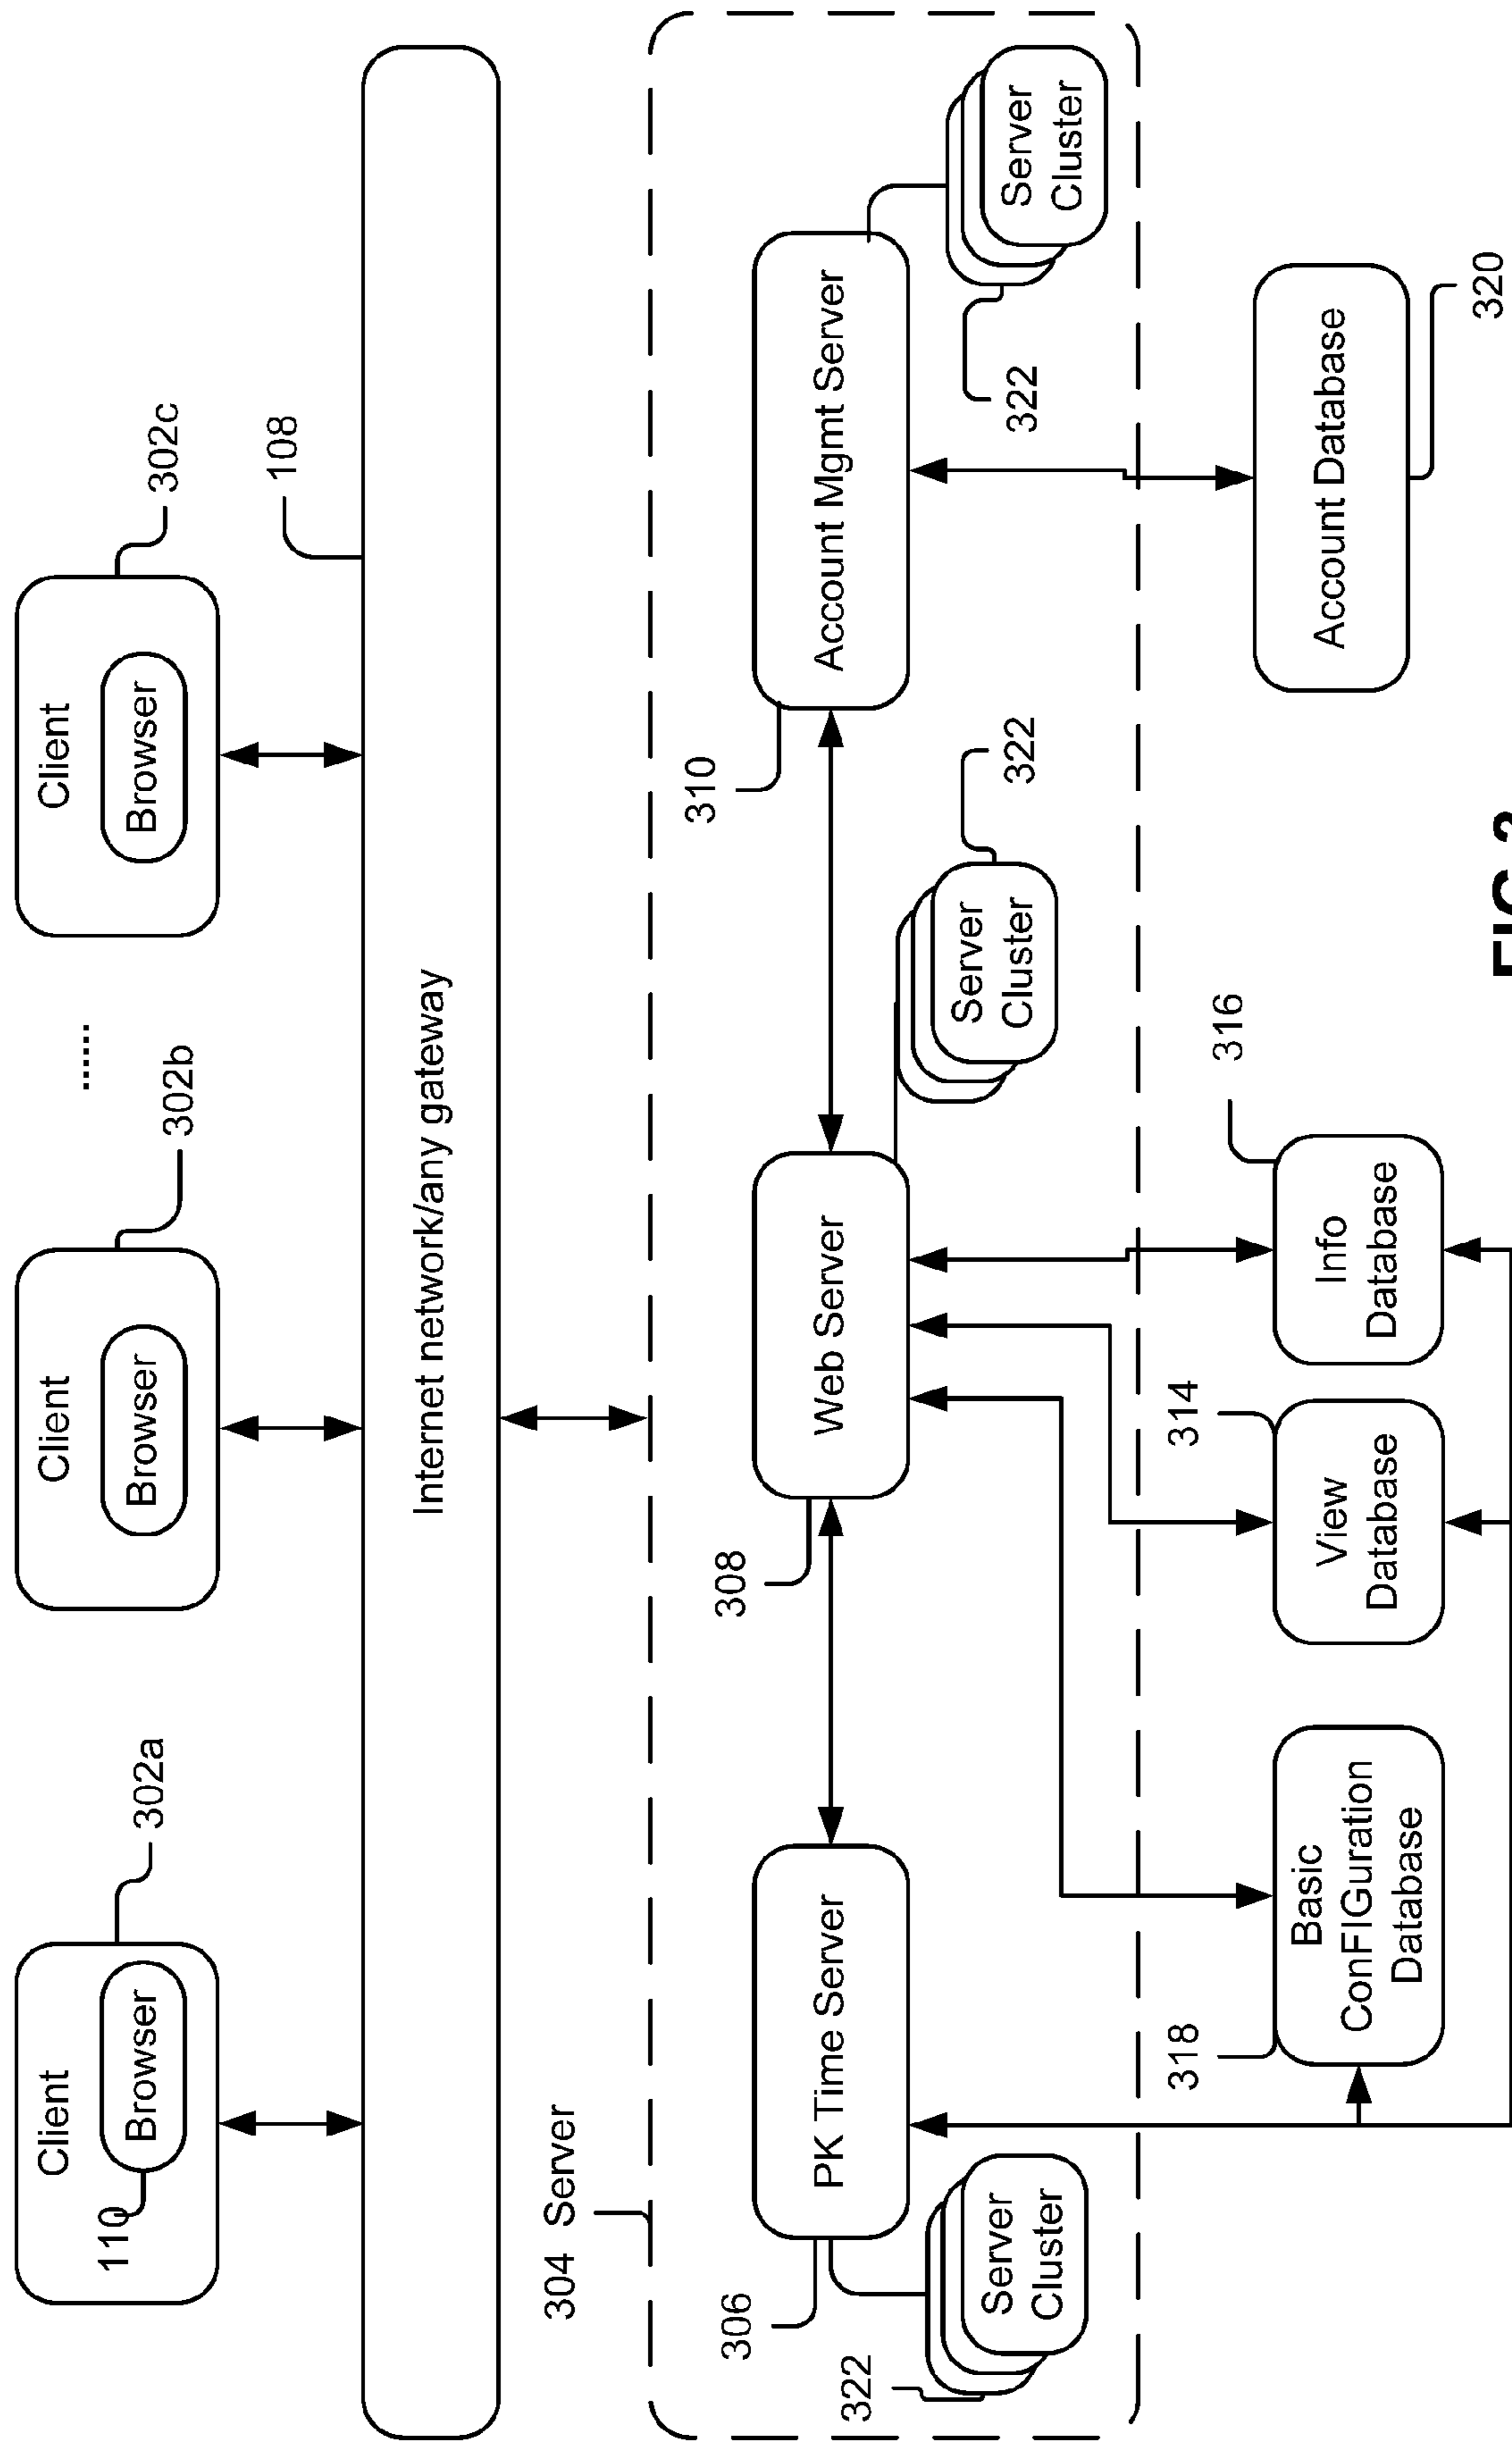 Client
Browser
110
302a
Client
Browser
302b
......
Client
Browser
302c
108
Internet network/any gateway
304 Server
306
PK Time Server
308
Web Server
310
Account Mgmt Server
322
Server
Cluster
Server
Cluster
322
322
Server
Cluster
318
Basic
ConFIGuration
Database
314
View
Database
316
Info
Database
Account Database
320
FIG